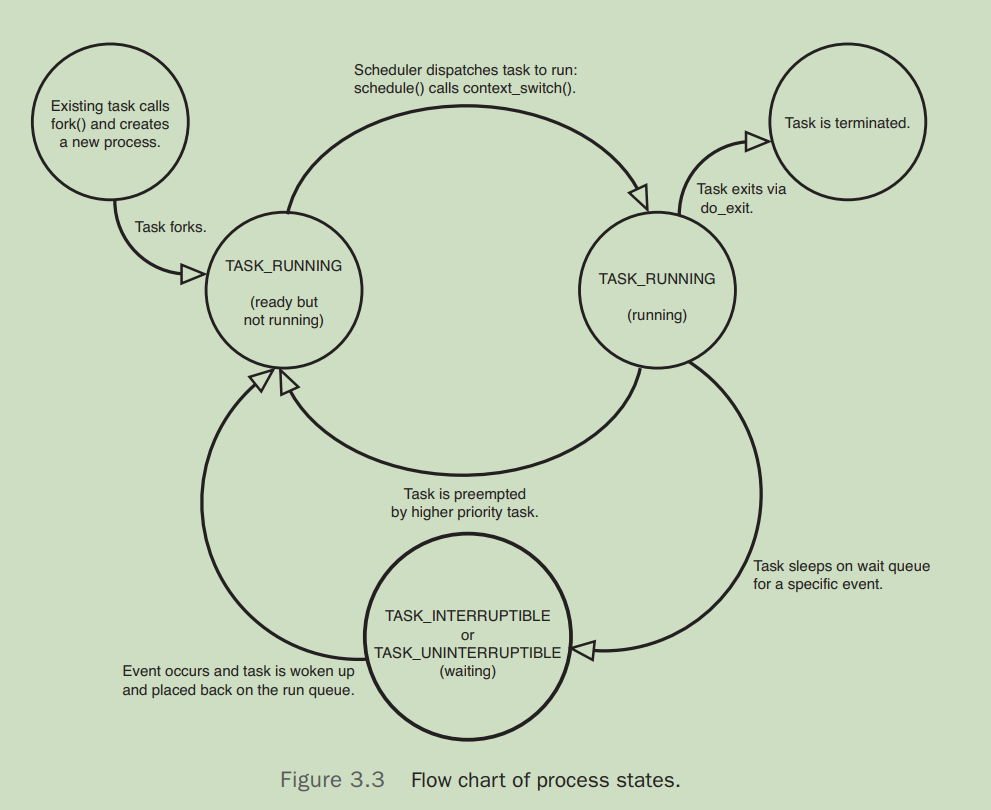 Existing task calls
fork() and creates
a new process.
Scheduler dispatches task to run:
schedule() calls context_switch().
Task is terminated.
Task exits via
do_exit.
Task forks.
TASK_RUNNING
(ready but
not running)
TASK_RUNNING
(running)
Task is preempted
by higher priority task.
Task sleeps on wait queue
for a specific event.
TASK_INTERRUPTIBLE
or
TASK_UNINTERRUPTIBLE
(waiting)
Event occurs and task is woken up
and placed back on the run queue.
Figure 3.3 Flow chart of process states.